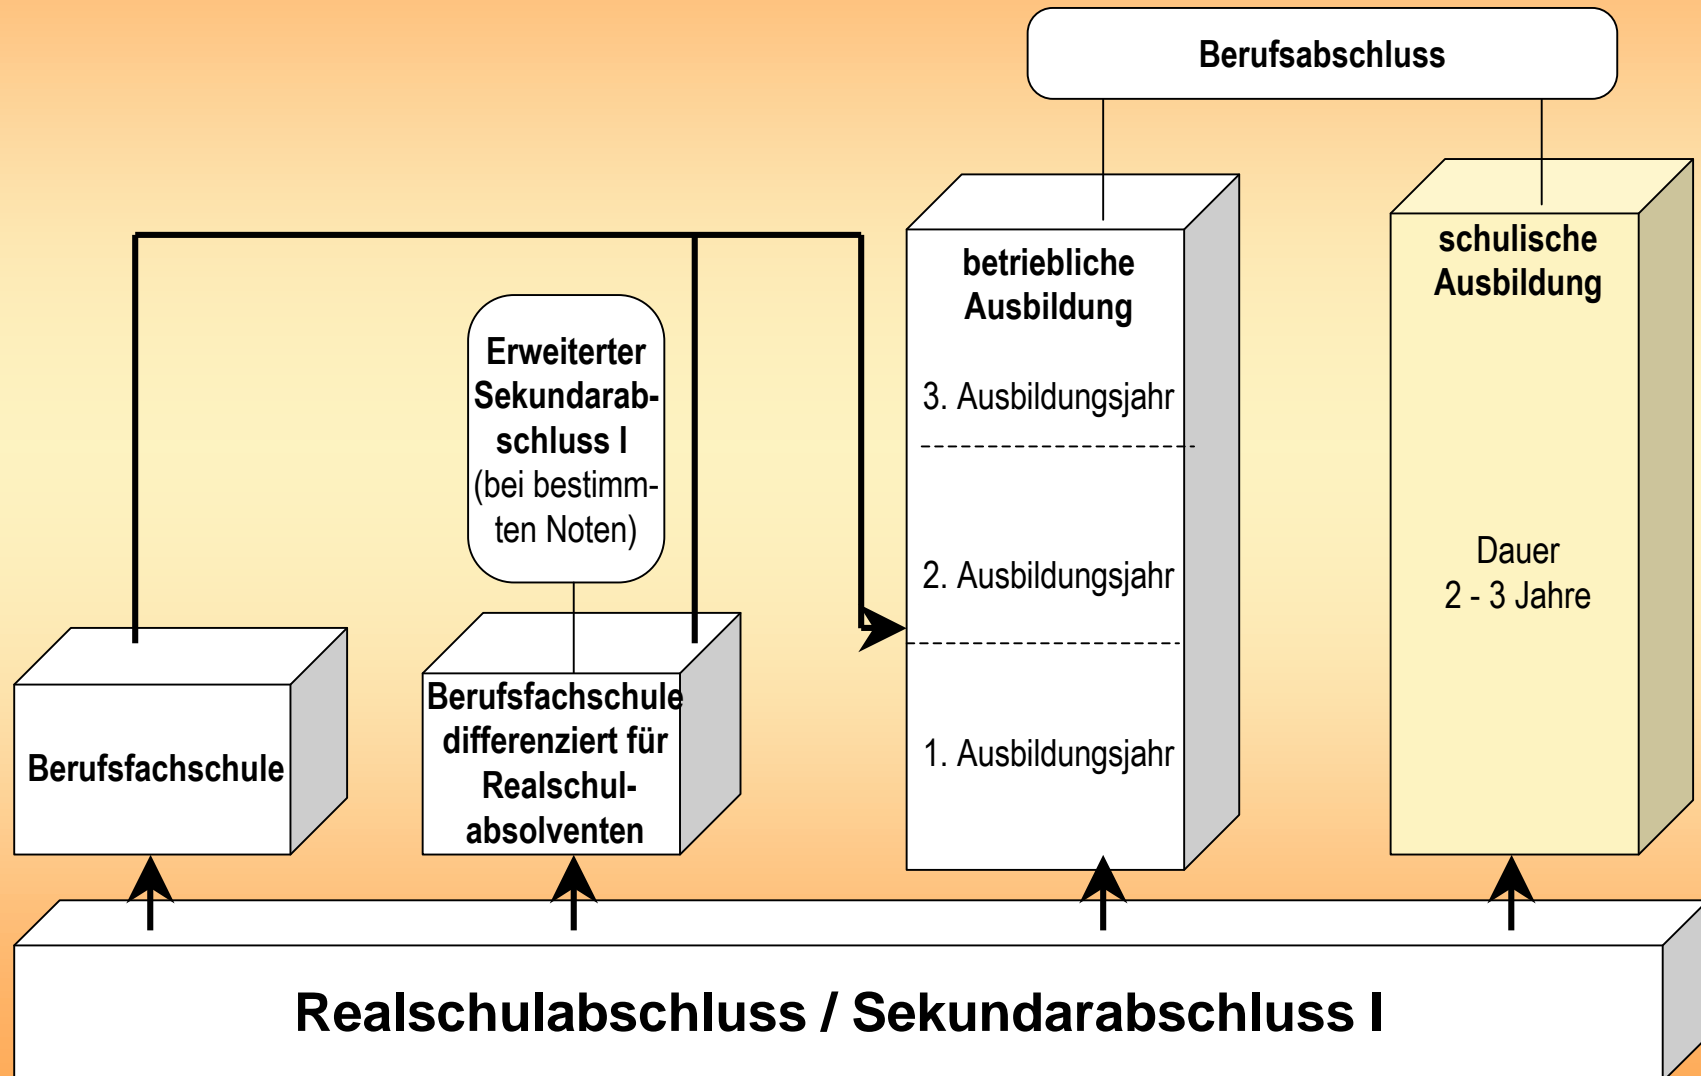 Berufsabschluss
betriebliche
Ausbildung
3. Ausbildungsjahr
2. Ausbildungsjahr
1. Ausbildungsjahr
schulische
Ausbildung
Dauer
2 - 3 Jahre
Erweiterter
Sekundarab-
schluss I
(bei bestimm-
ten Noten)
Berufsfachschule
Berufsfachschule
differenziert für
Realschul-
absolventen
Realschulabschluss / Sekundarabschluss I